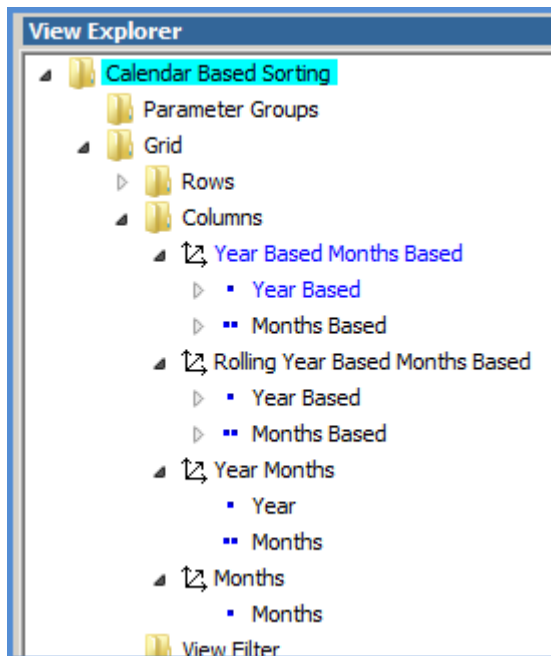 View Explorer
Calendar Based Sorting
Parameter Groups
Grid
Rows
Columns
Year Based Months Based
Year Based
Months Based
Rolling Year Based Months Based
Year Based
Months Based
Year Months
Year
Months
Months
Months
View Filter